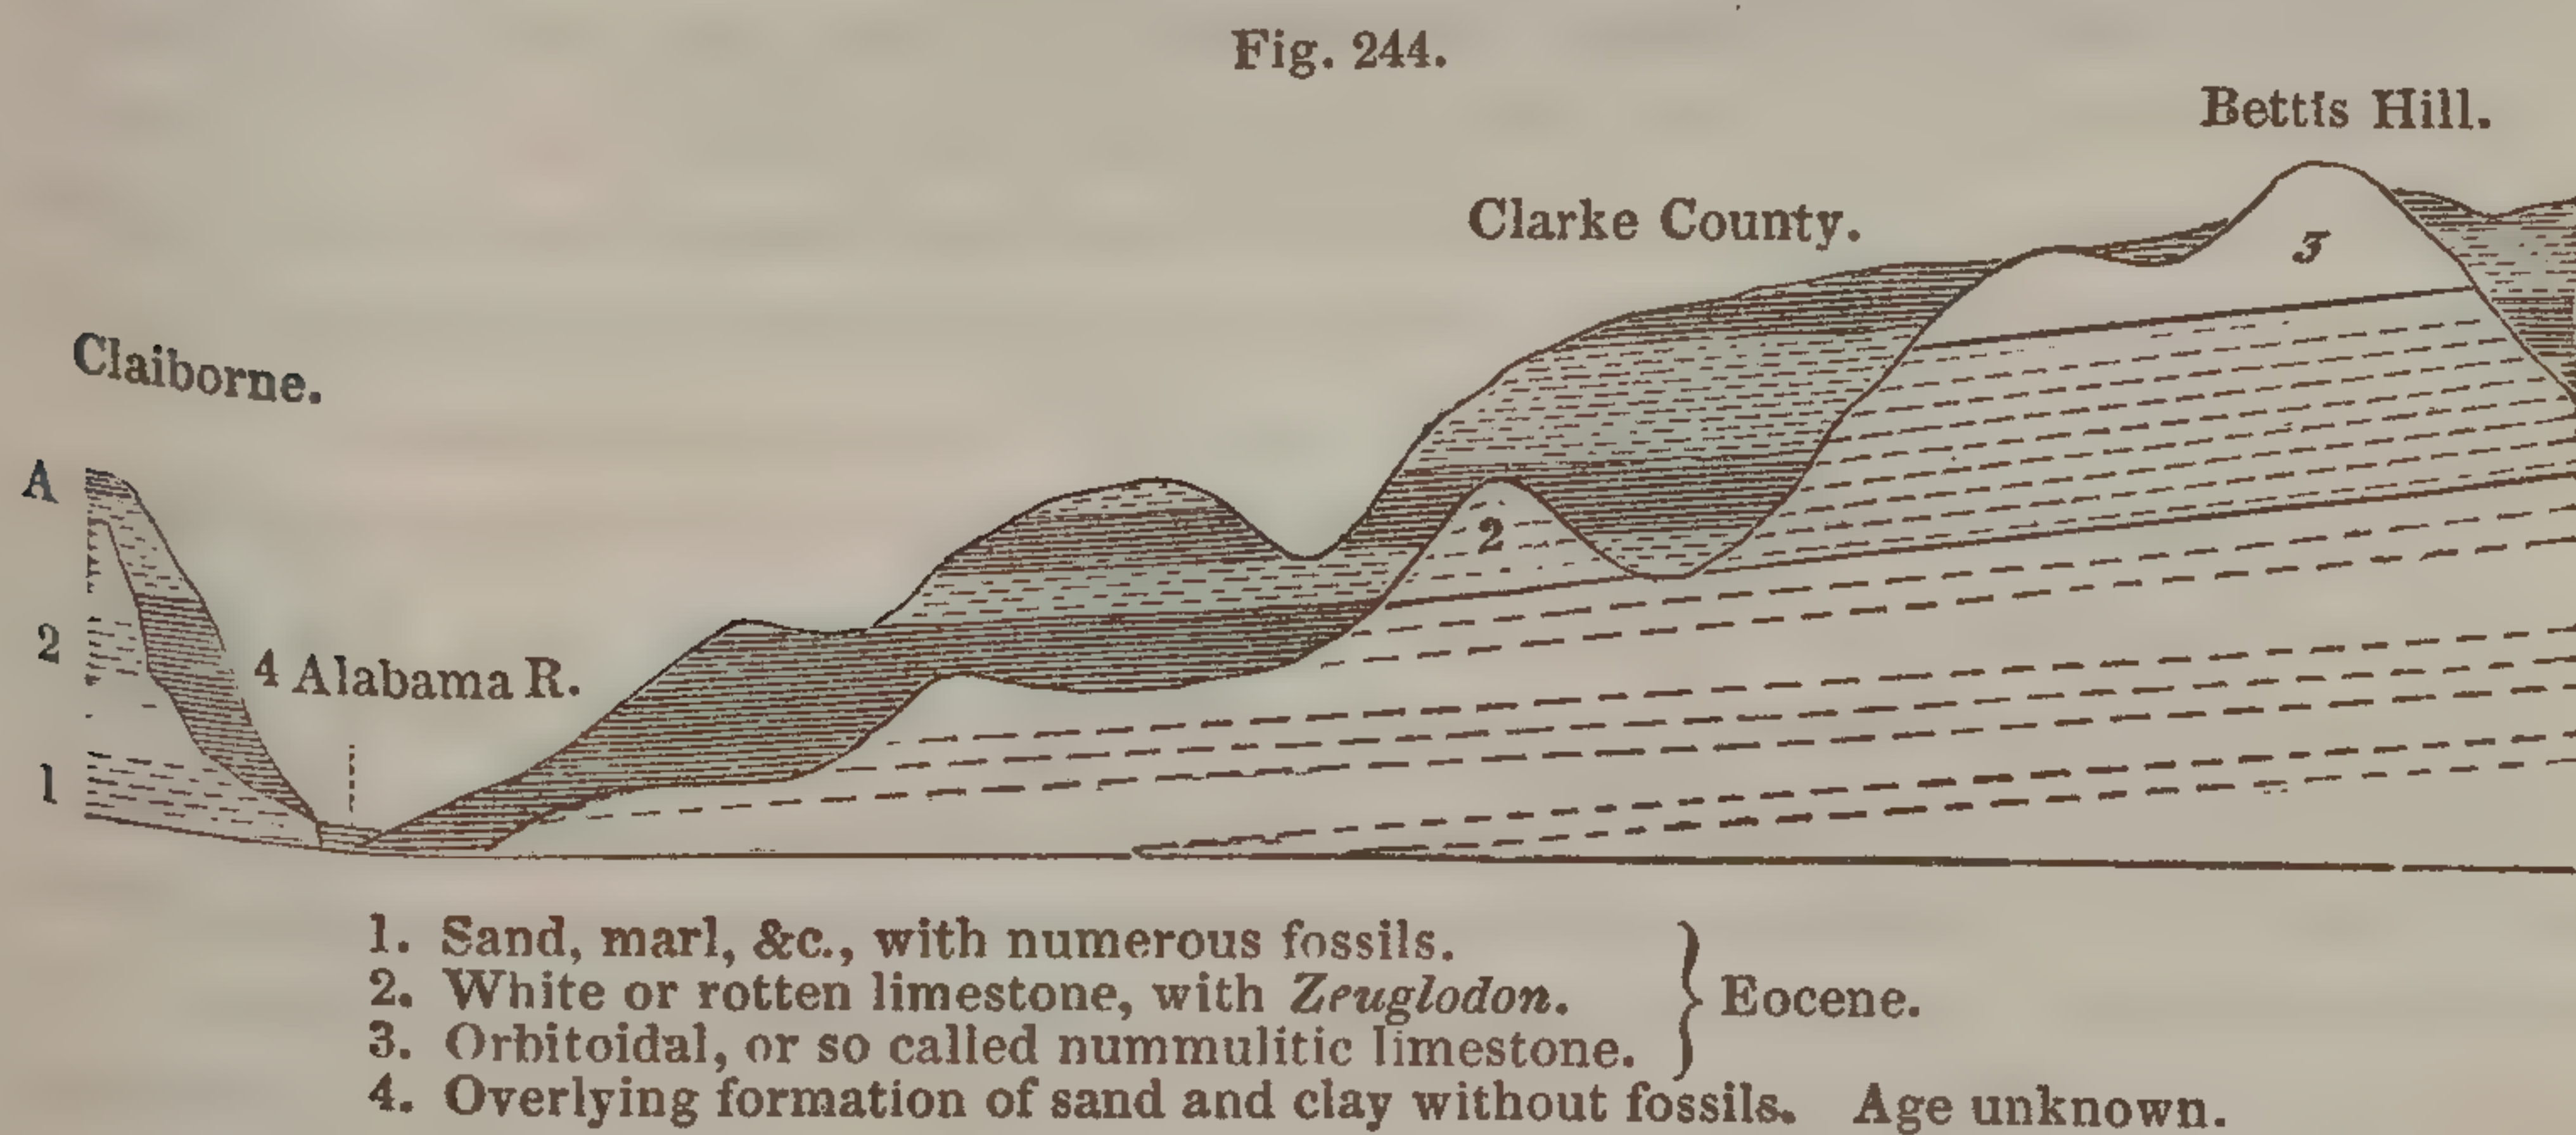 Fig. 244.
Bettis Hill.
Clarke County.
Claiborne.
A
3
2
2
4 Alabama R.
1
1. Sand, marl, &c., with numerous fossils.
2. White or rotten limestone, with Zeuglodon.
3. Orbitoidal, or so called nummulitic limestone.
} Eocene.
4. Overlying formation of sand and clay without fossils. Age unknown.